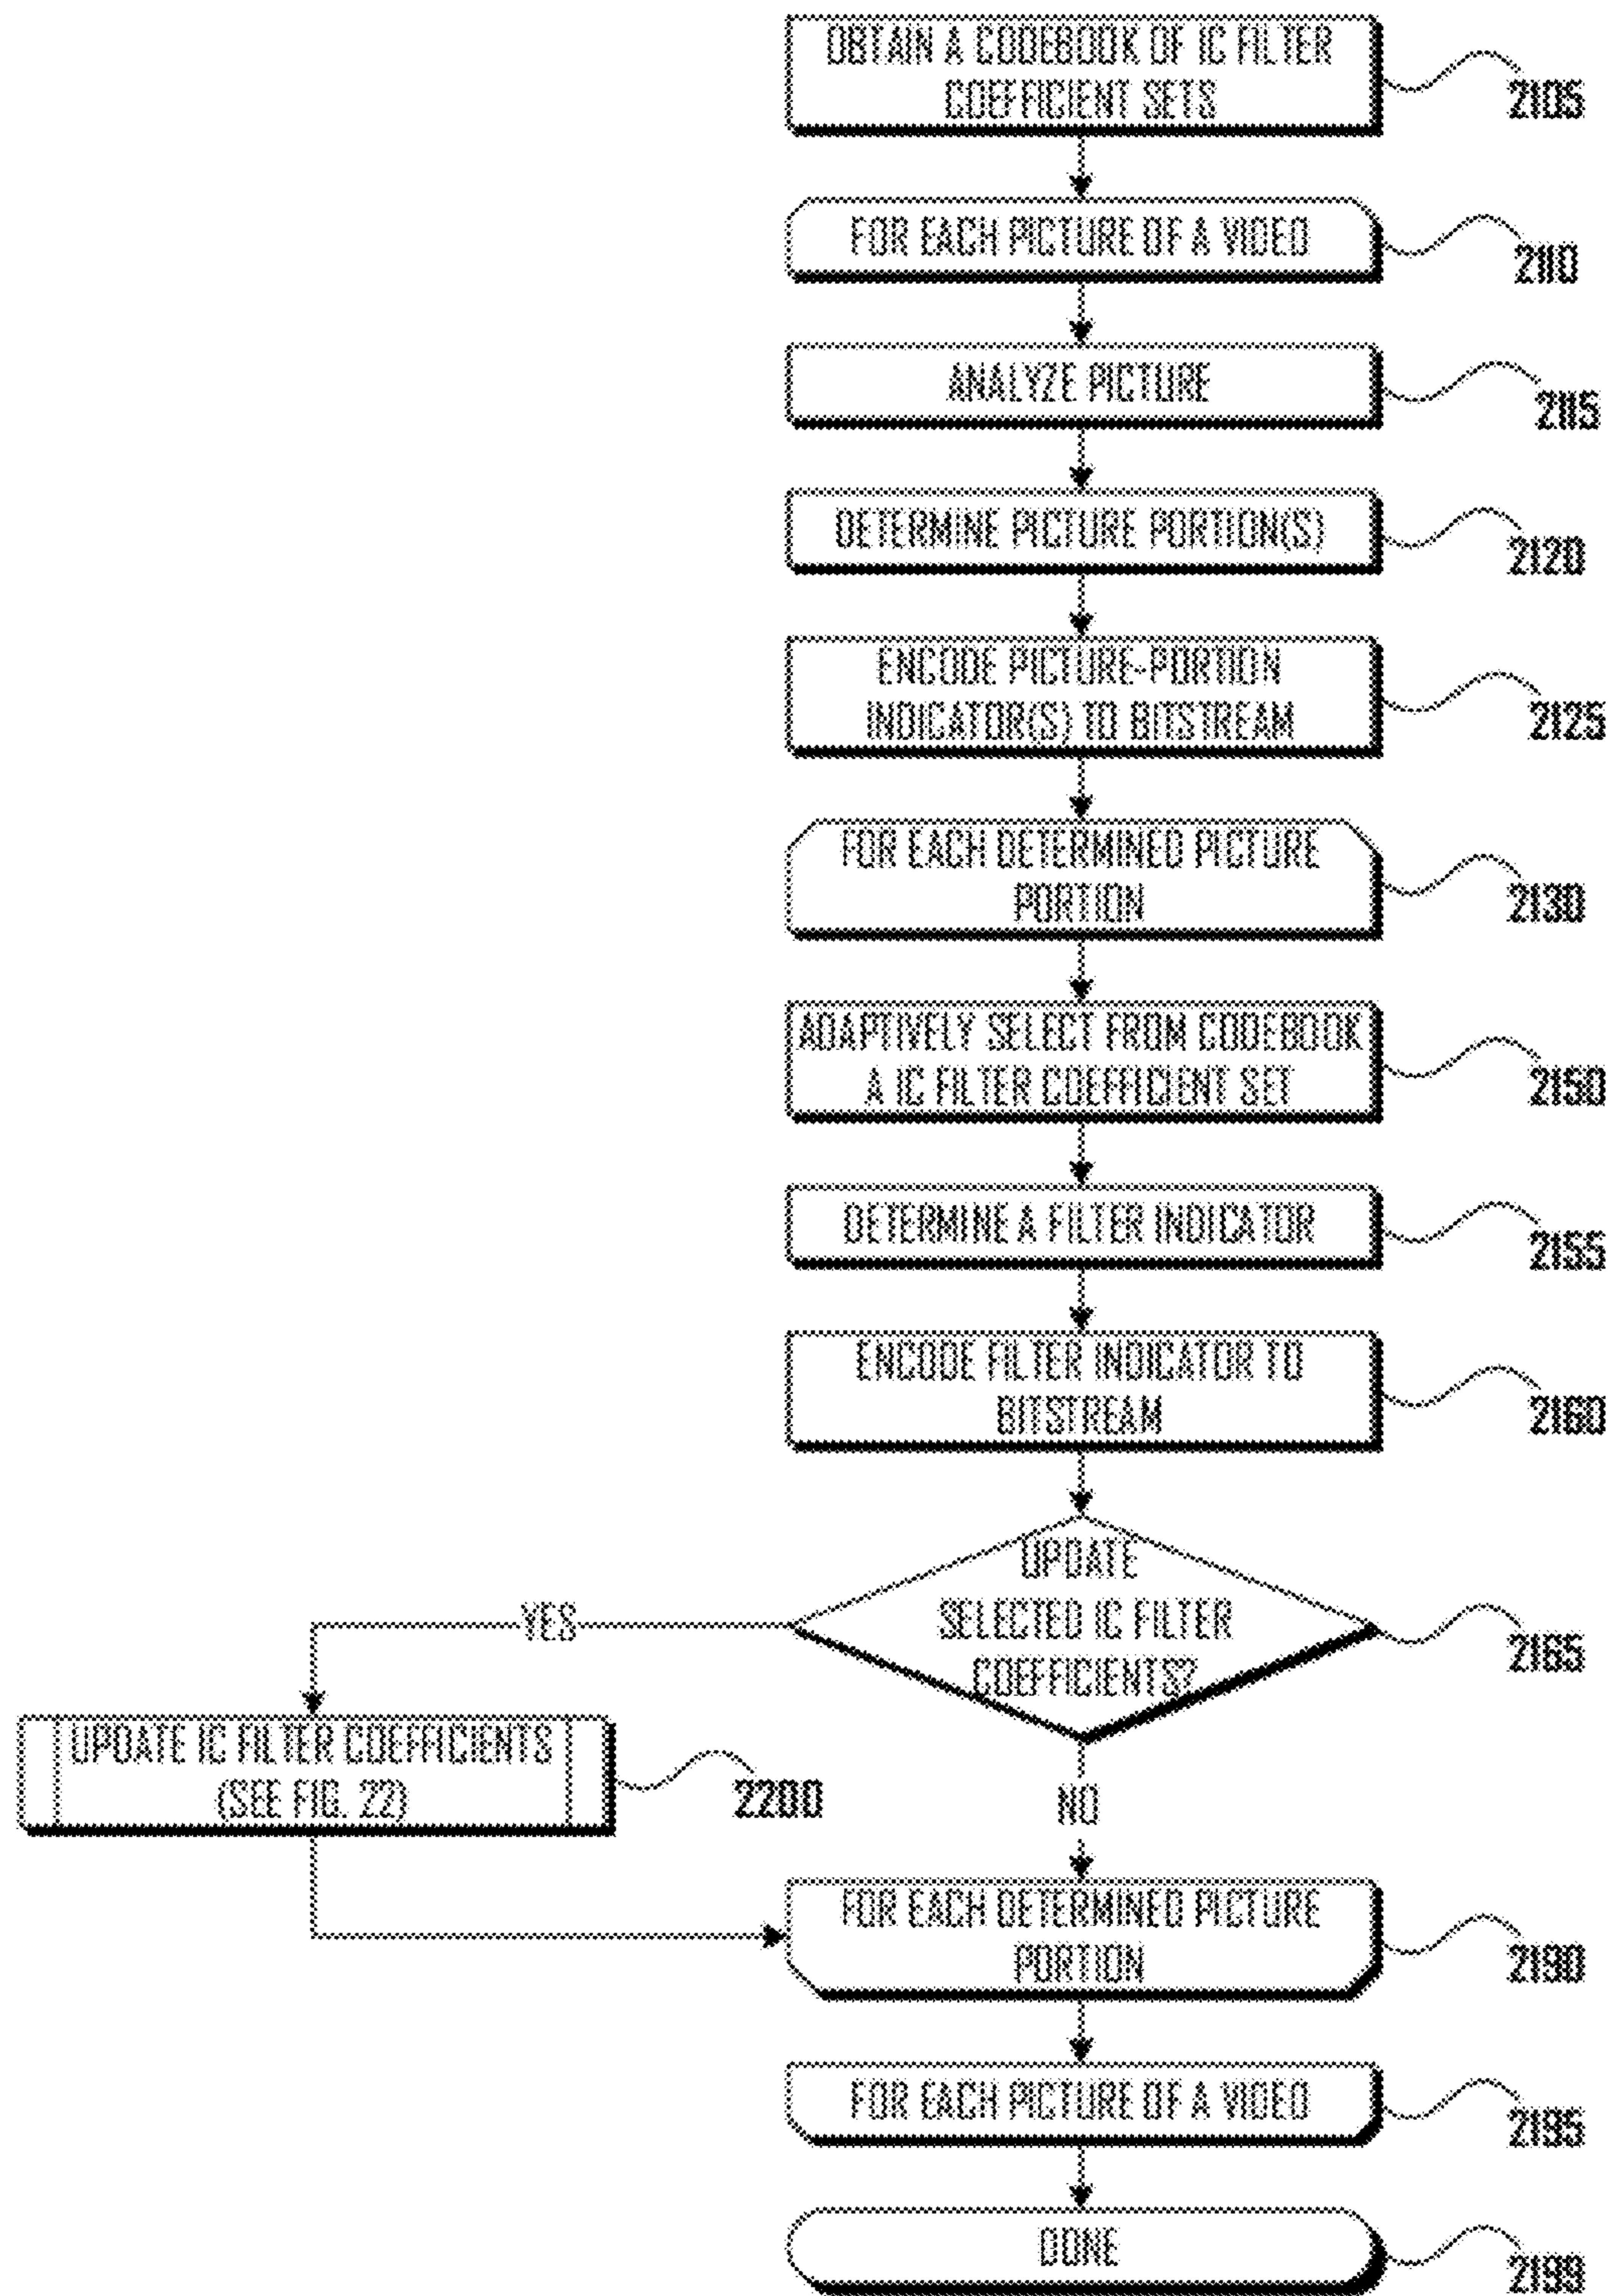 OBTAIN A CODEBOOK OF IC FILTER
COEFFICIENT SETS
2105
FOR EACH PICTURE OF A VIDEO
2110
ANALYZE PICTURE
2115
DETERMINE PICTURE PORTION(S)
2120
ENCODE PICTURE-PORTION
INDICATOR(S) TO BITSTREAM
2125
FOR EACH DETERMINED PICTURE
PORTION
2130
ADAPTIVELY SELECT FROM CODEBOOK
A IC FILTER COEFFICIENT SET
2150
DETERMINE A FILTER INDICATOR
2155
ENCODE FILTER INDICATOR TO
BITSTREAM
2160
UPDATE
SELECTED IC FILTER
COEFFICIENTS?
2165
YES
UPDATE IC FILTER COEFFICIENTS
(SEE FIG. 22)
2200
NO
FOR EACH DETERMINED PICTURE
PORTION
2190
FOR EACH PICTURE OF A VIDEO
2195
DONE
2199